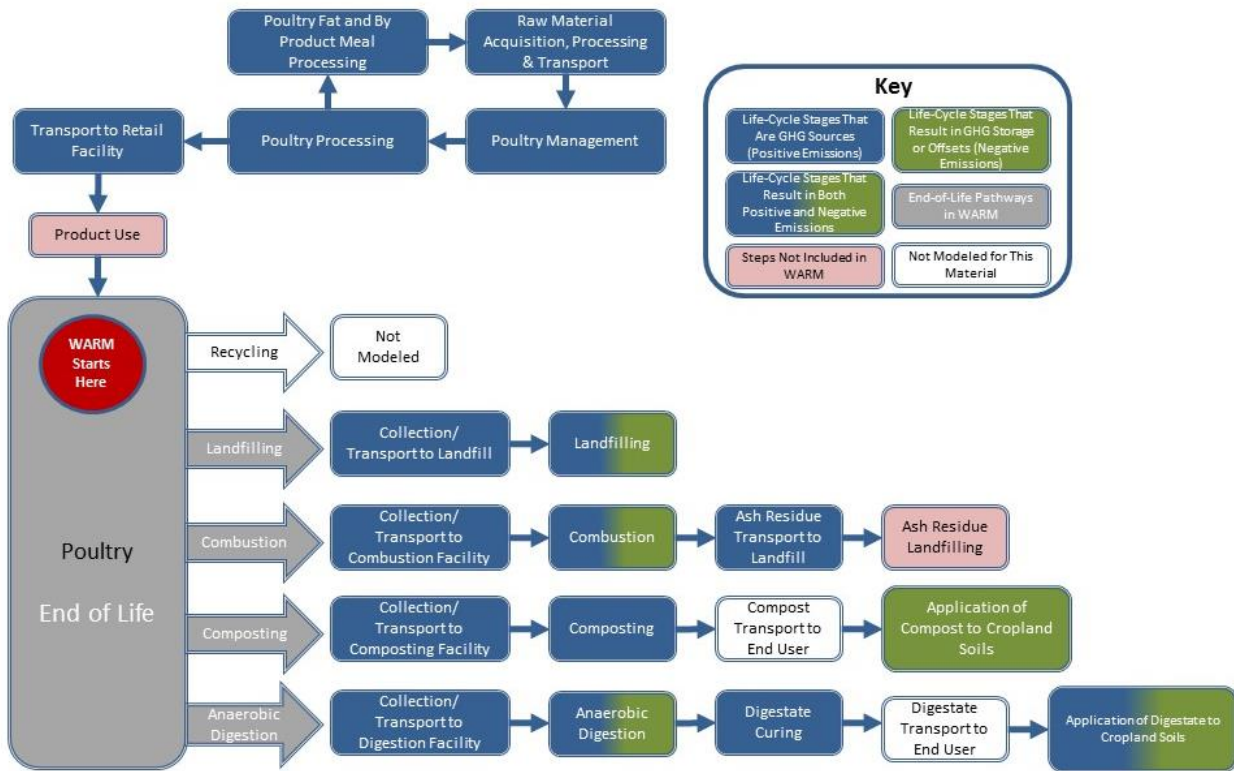 Poultry Fat and By
Product Meal
Processing
Raw Material
Acquisition, Processing
& Transport
Transport to Retail
Facility
Poultry Processing
Poultry Management
Key
Life-Cycle Stages That
Are GHG Sources
(Positive Emissions)
Life-Cycle Stages That
Result in GHG Storage
or Offsets (Negative
Emissions)
Life-Cycle Stages That
Result in Both
Positive and Negative
Emissions
End-of-Life Pathways
in WARM
Steps Not Included in
WARM
Not Modeled for This
Material
Product Use
WARM
Starts
Here
Poultry
End of Life
Recycling
Not
Modeled
Landfilling
Collection/
Transport to Landfill
Landfilling
Combustion
Collection/
Transport to
Combustion Facility
Combustion
Ash Residue
Transport to
Landfill
Ash Residue
Landfilling
Composting
Collection/
Transport to
Composting Facility
Composting
Compost
Transport to
End User
Application of
Compost to Cropland
Soils
Anaerobic
Digestion
Collection/
Transport to
Digestion Facility
Anaerobic
Digestion
Digestate
Curing
Digestate
Transport to
End User
Application of Digestate to
Cropland Soils